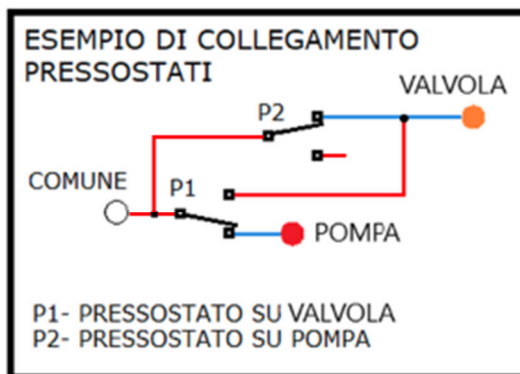 ESEMPIO DI COLLEGAMENTO
PRESSOSTATI
VALVOLA
P2
COMUNE
P1
POMPA
P1- PRESSOSTATO SU VALVOLA
P2- PRESSOSTATO SU POMPA